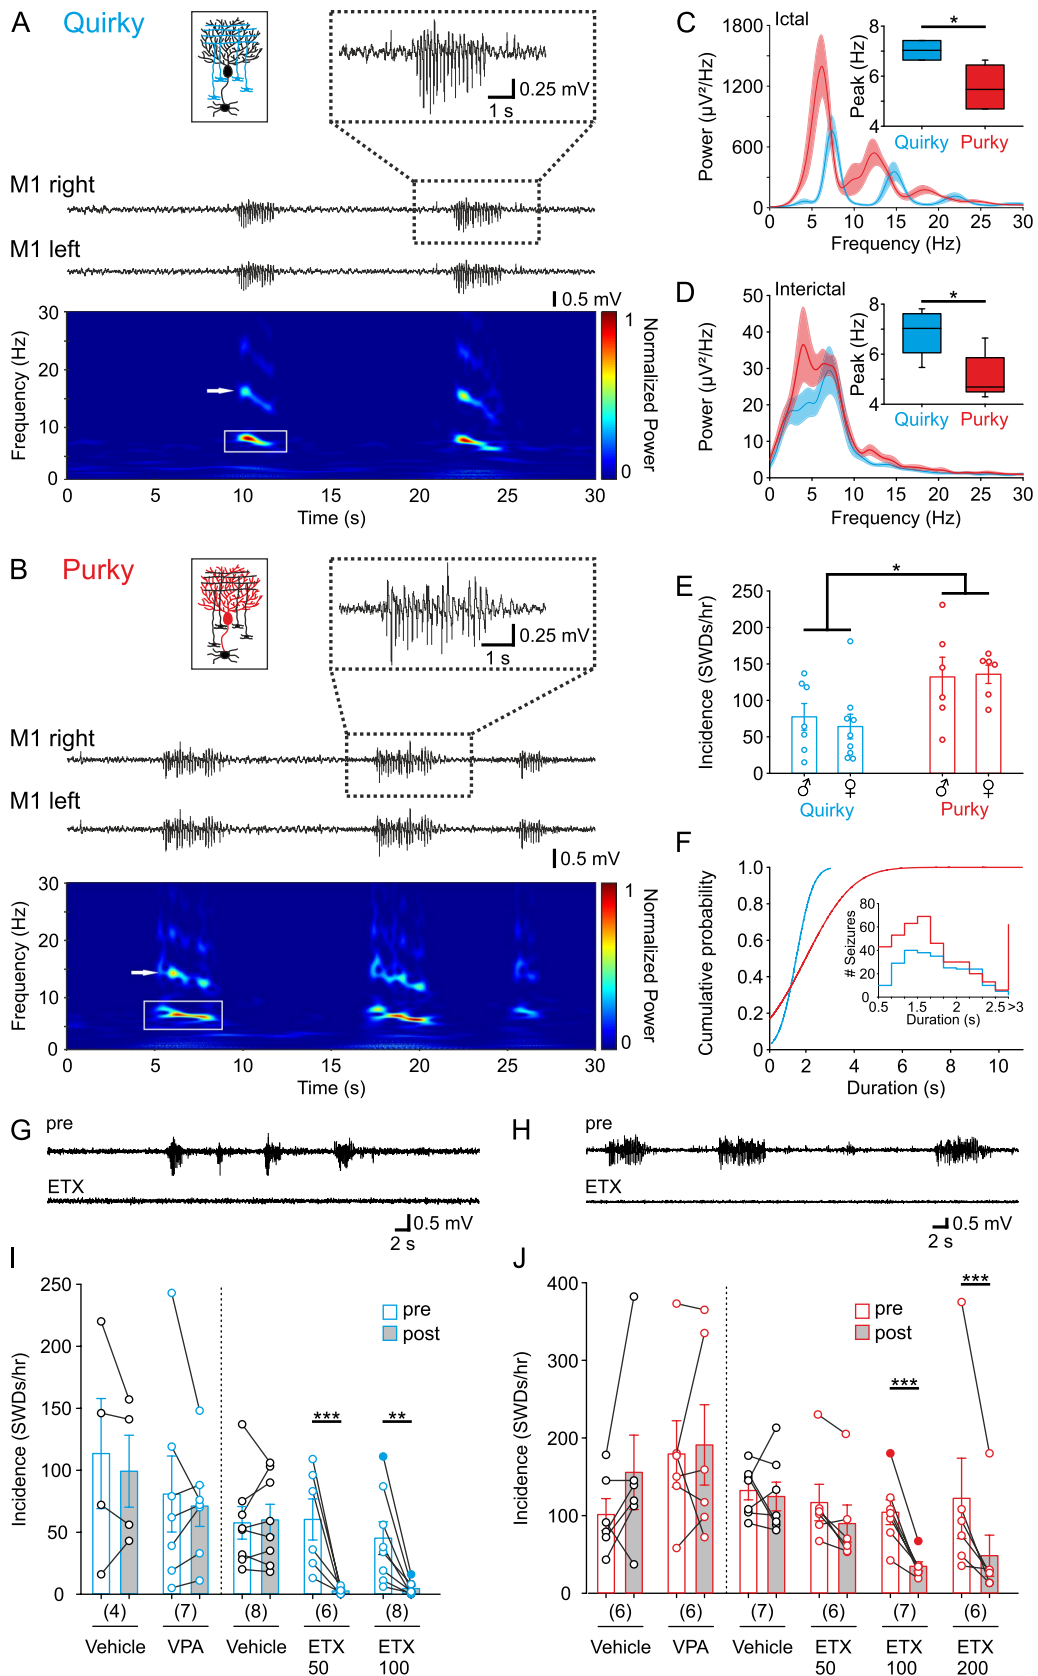 A Quirky
0.25 mV
1 s
M1 right
M1 left
0.5 mV
30
20
10
0
Frequency (Hz)
0 5 10 15 20 25 30
Time (s)
1
0
Normalized Power
B Purky
0.25 mV
1 s
M1 right
M1 left
0.5 mV
30
20
10
0
Frequency (Hz)
0 5 10 15 20 25 30
Time (s)
1
0
Normalized Power
C Ictal
1800
1200
600
0
Power (µV²/Hz)
0 5 10 15 20 25 30
Frequency (Hz)
8
6
4
Peak (Hz)
*
Quirky Purky
D Interictal
50
40
30
20
10
0
Power (µV²/Hz)
0 5 10 15 20 25 30
Frequency (Hz)
8
6
4
Peak (Hz)
*
Quirky Purky
E
*
250
200
150
100
50
0
Incidence (SWDs/hr)
♂ ♀ ♂ ♀
Quirky Purky
F
1.0
0.8
0.6
0.4
0.2
0
Cumulative probability
0 2 4 6 8 10
Duration (s)
80
60
40
20
0
# Seizures
0.5 1.5 2 2.5 >3
Duration (s)
G pre
ETX
0.5 mV
2 s
H pre
ETX
0.5 mV
2 s
I
250
200
150
100
50
0
Incidence (SWDs/hr)
pre
post
*** **
(4) (7) (8) (6) (8)
Vehicle VPA Vehicle ETX ETX
50 100
J
400
300
200
100
0
Incidence (SWDs/hr)
pre
post
*** ***
(6) (6) (7) (6) (7) (6)
Vehicle VPA Vehicle ETX ETX ETX
50 100 200